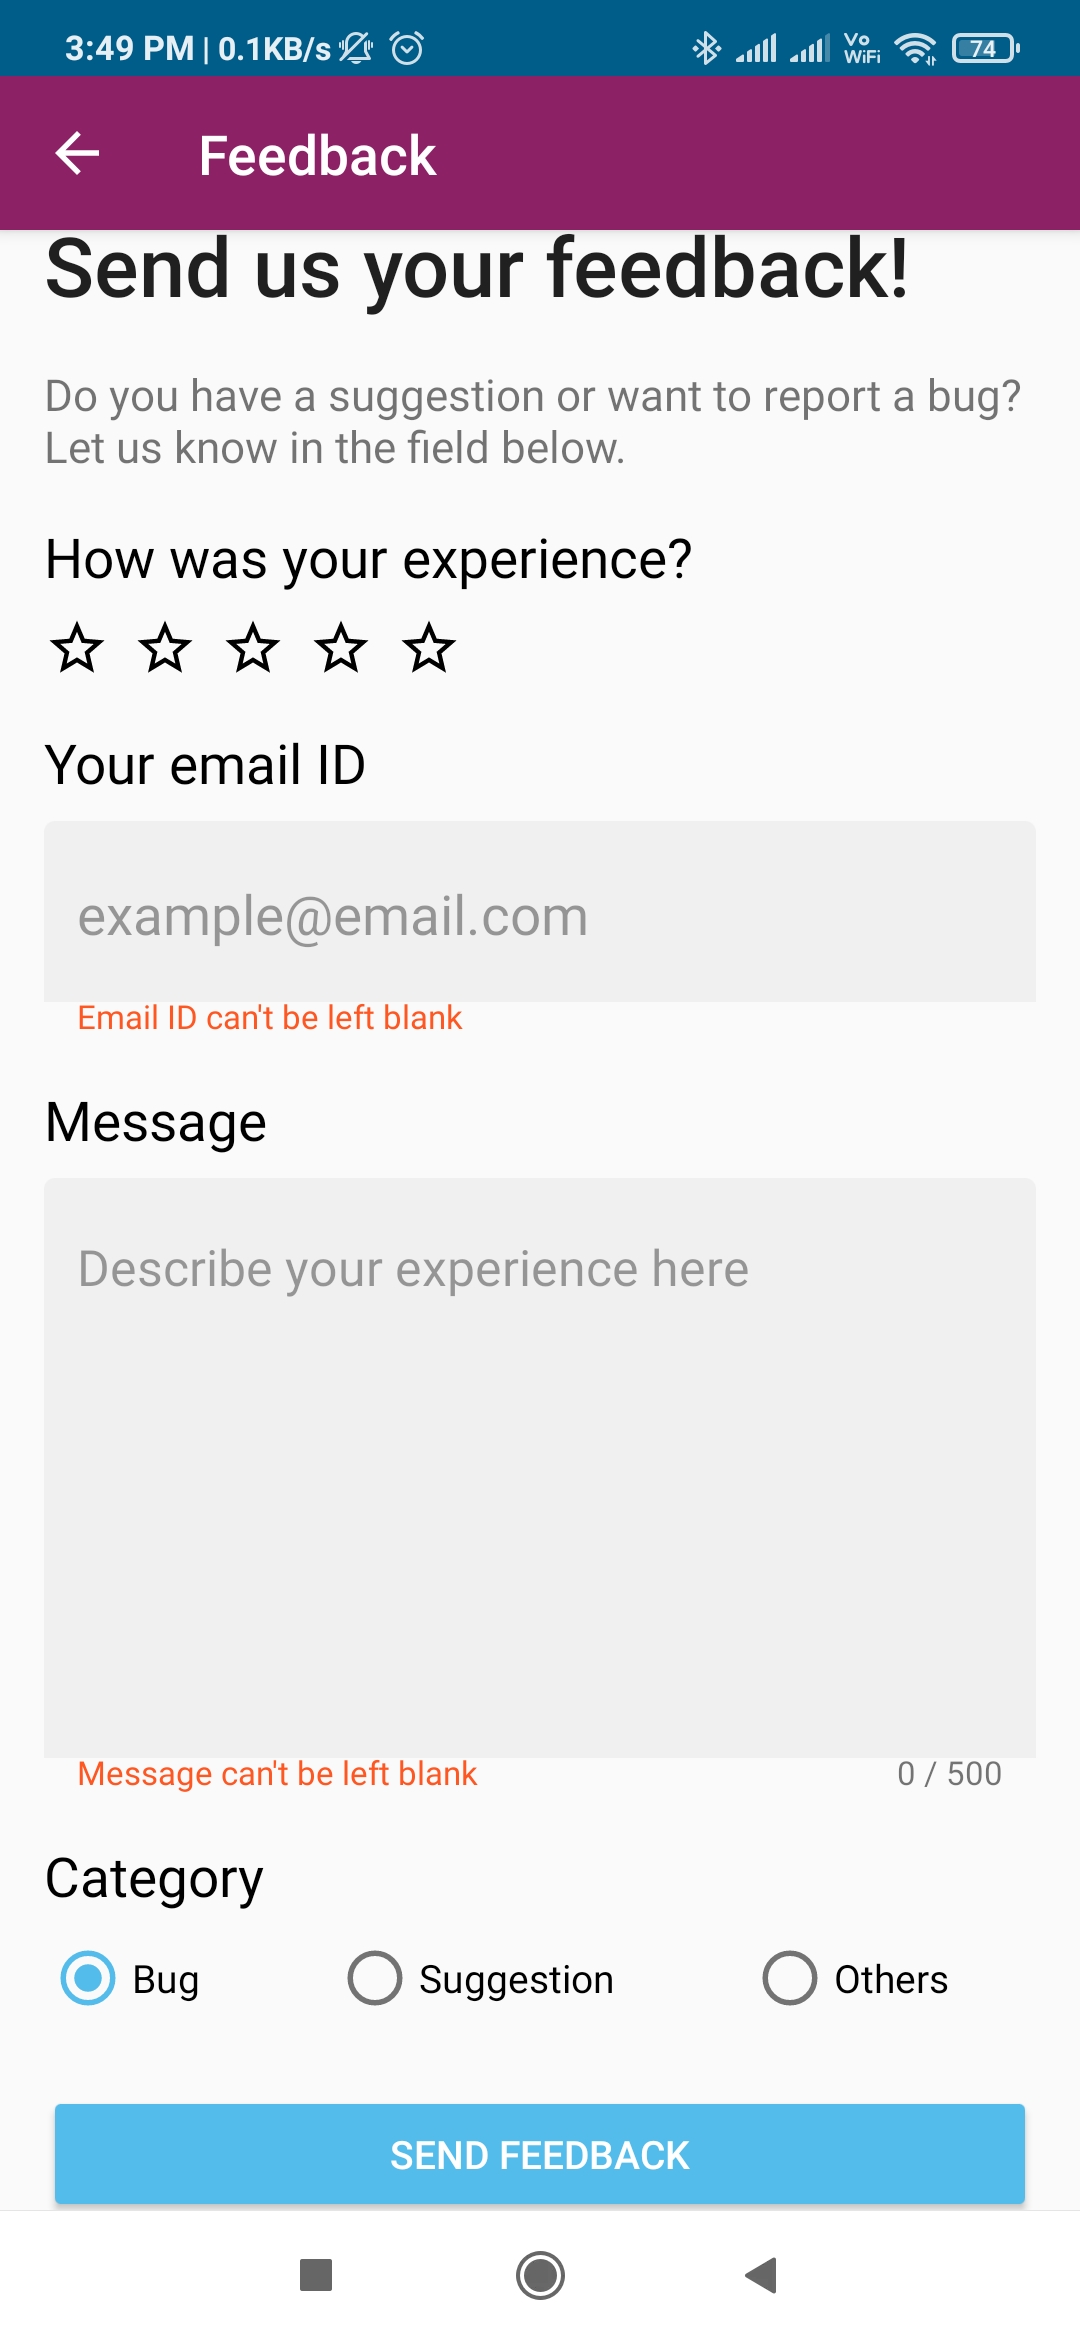 3:49 PM | 0.1KB/s
Vo
WiFi
74
Feedback
Send us your feedback!
Do you have a suggestion or want to report a bug?
Let us know in the field below.
How was your experience?
Your email ID
example@email.com
Email ID can't be left blank
Message
Describe your experience here
Message can't be left blank
0 / 500
Category
Bug
Suggestion
Others
SEND FEEDBACK